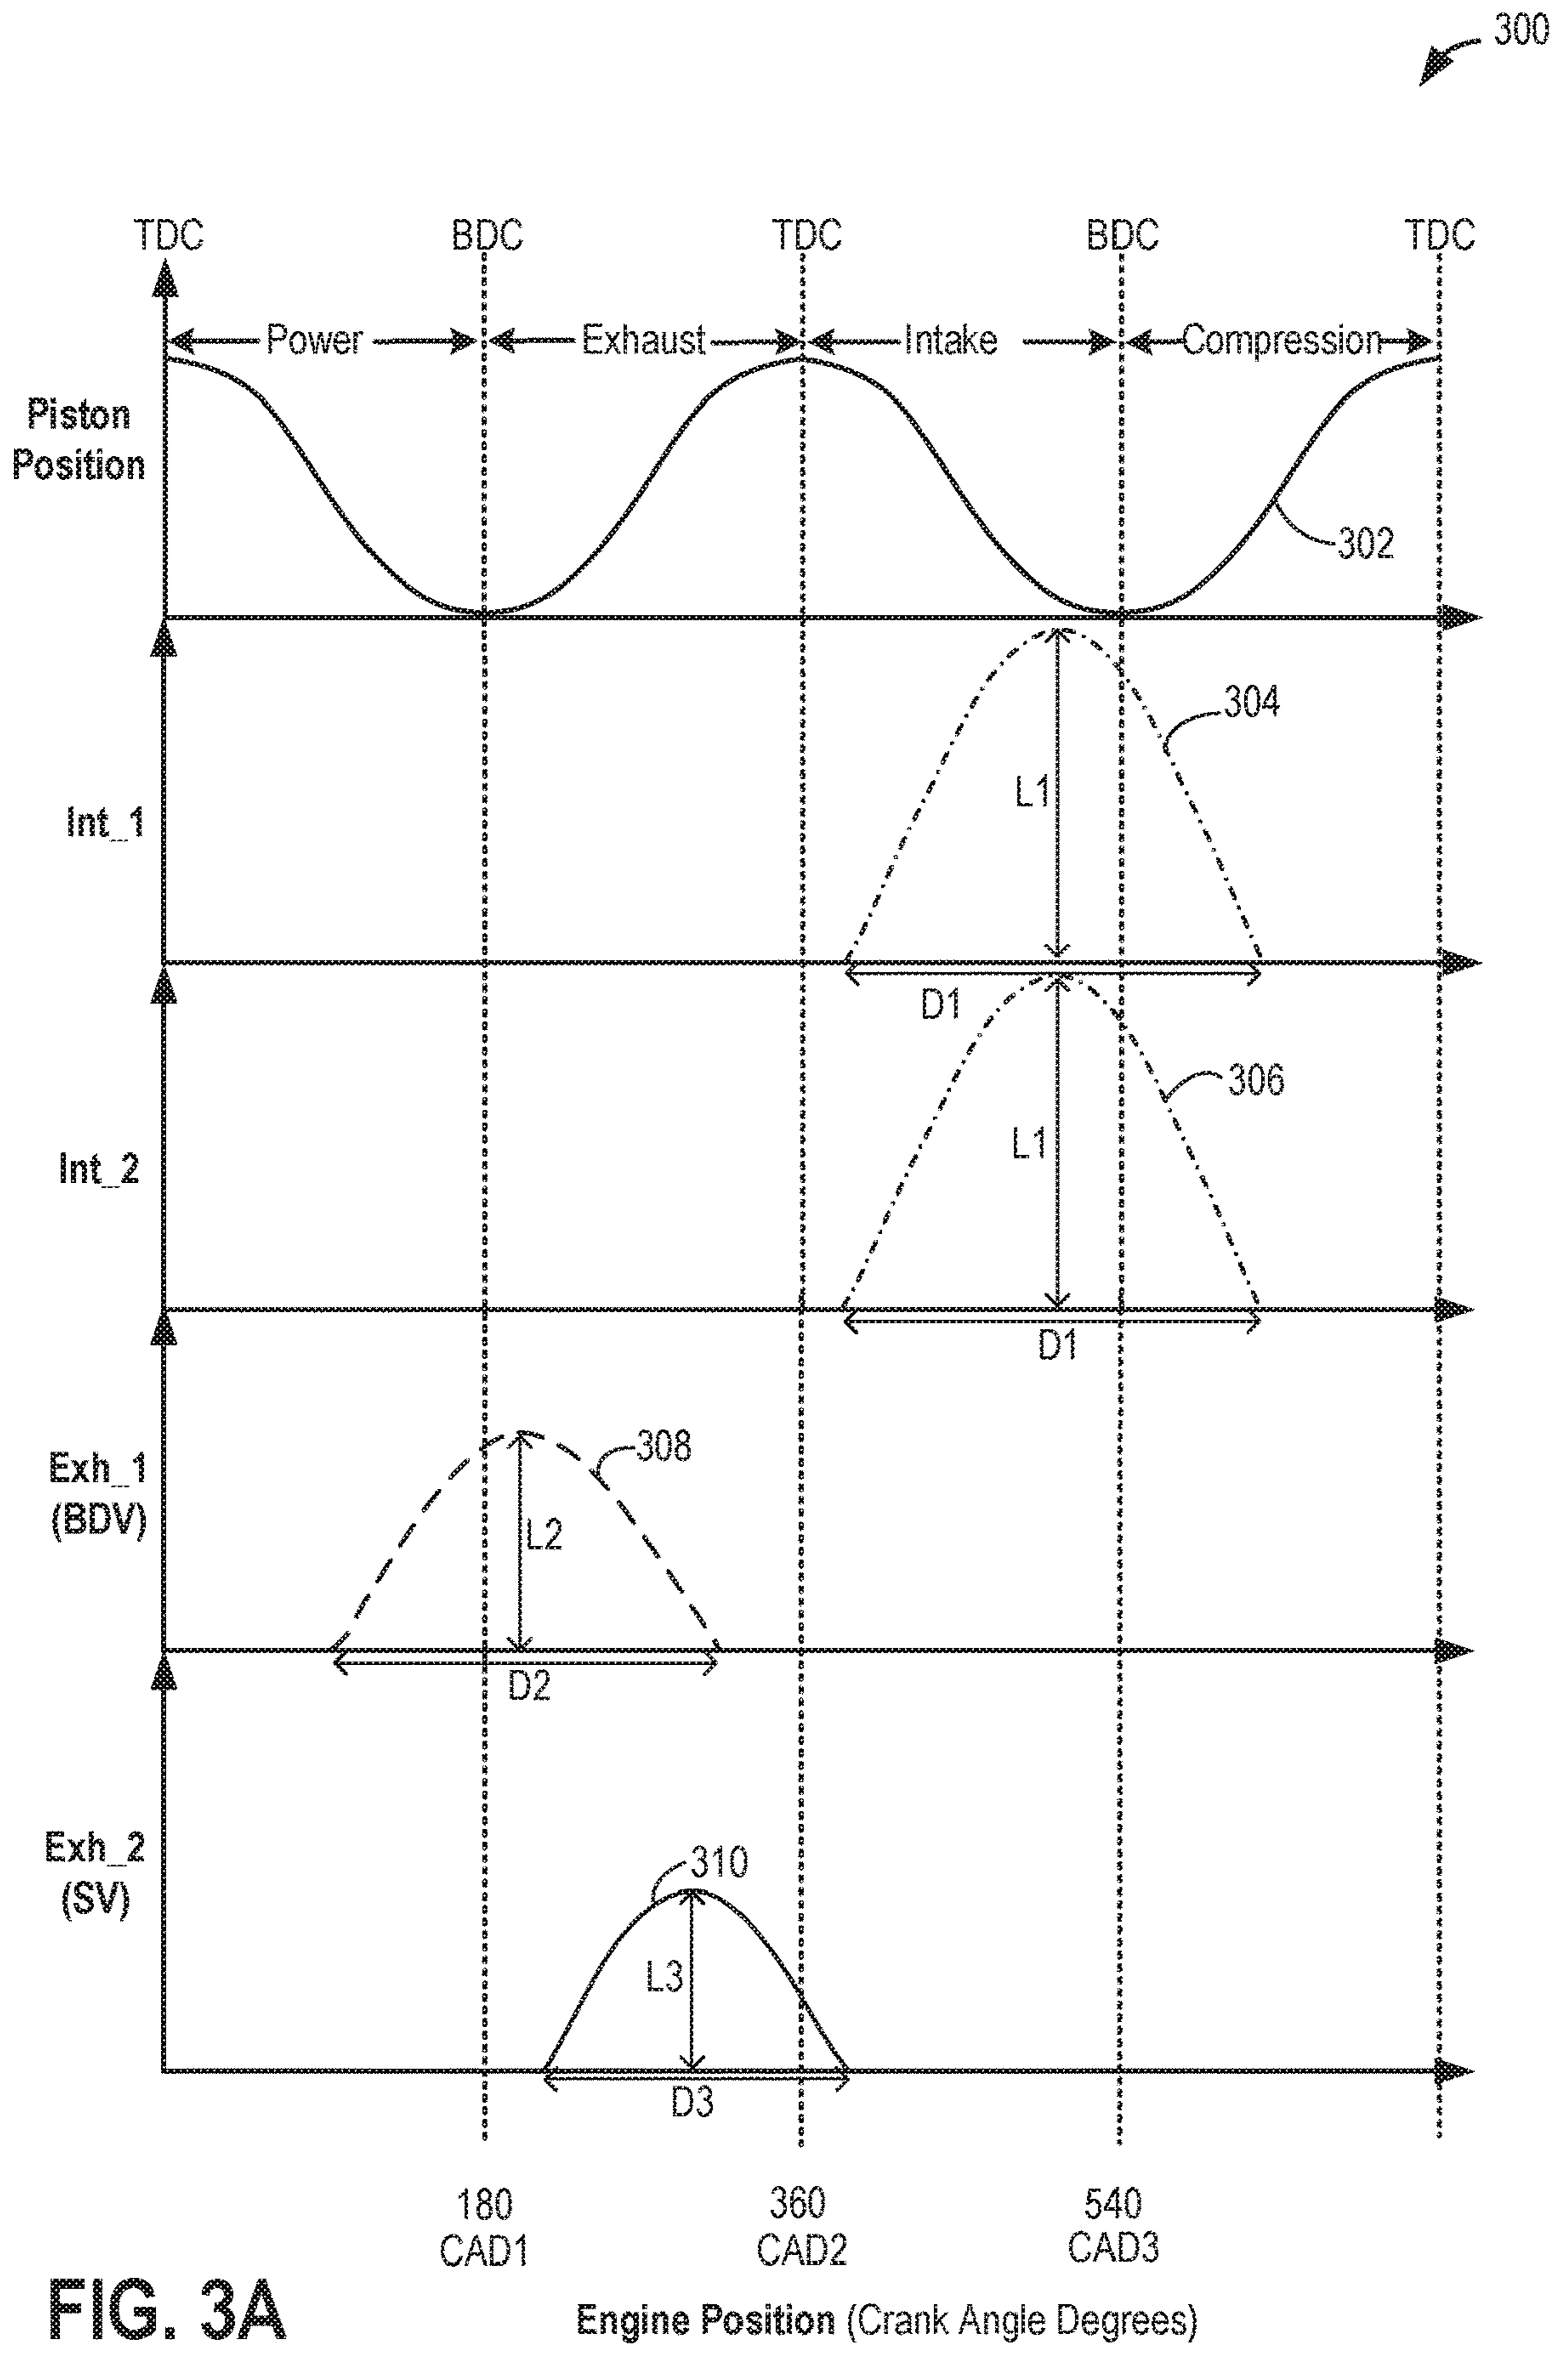 300
TDC BDC TDC BDC TDC
Power Exhaust Intake Compression
Piston
Position
302
304
L1
Int_1
D1
306
L1
Int_2
D1
308
Exh_1
(BDV)
L2
D2
310
Exh_2
(SV)
L3
D3
180 360 540
CAD1 CAD2 CAD3
FIG. 3A
Engine Position (Crank Angle Degrees)